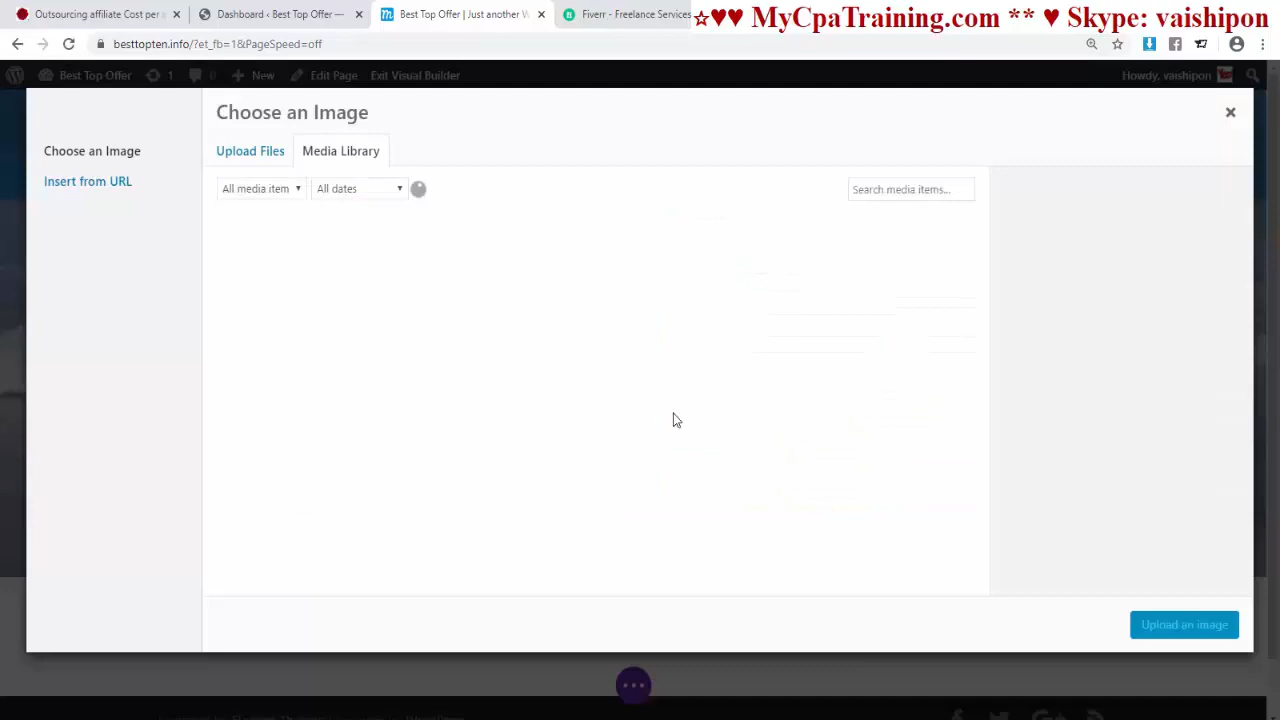 Outsourcing affiliate Cost per a
Dashboard ‹ Best Top Offer —
Best Top Offer | Just another W
Fiverr - Freelance Services
☆♥♥ MyCpaTraining.com ** ♥ Skype: vaishipon
besttopten.info/?et_fb=1&PageSpeed=off
Best Top Offer
1
0
New
Edit Page
Exit Visual Builder
Howdy, vaishipon
Choose an Image
Choose an Image
Insert from URL
Upload Files
Media Library
All media item
All dates
Search media items...
Upload an image